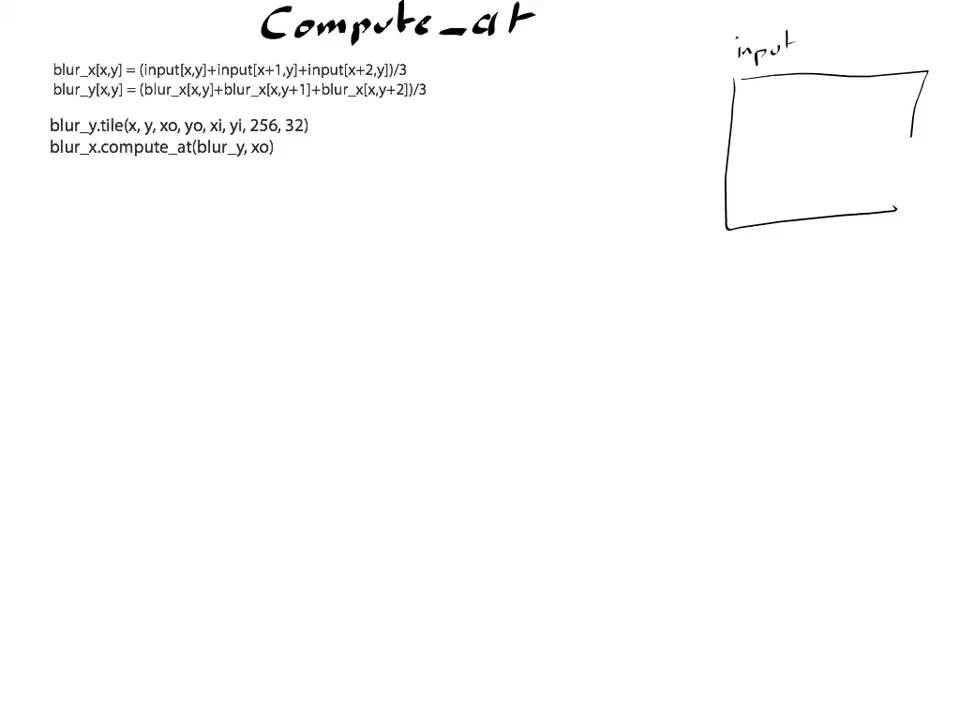 Compute_at
input
blur_x[x,y] = (input[x,y]+input[x+1,y]+input[x+2,y])/3
blur_y[x,y] = (blur_x[x,y]+blur_x[x,y+1]+blur_x[x,y+2])/3
blur_y.tile(x, y, xo, yo, xi, yi, 256, 32)
blur_x.compute_at(blur_y, xo)